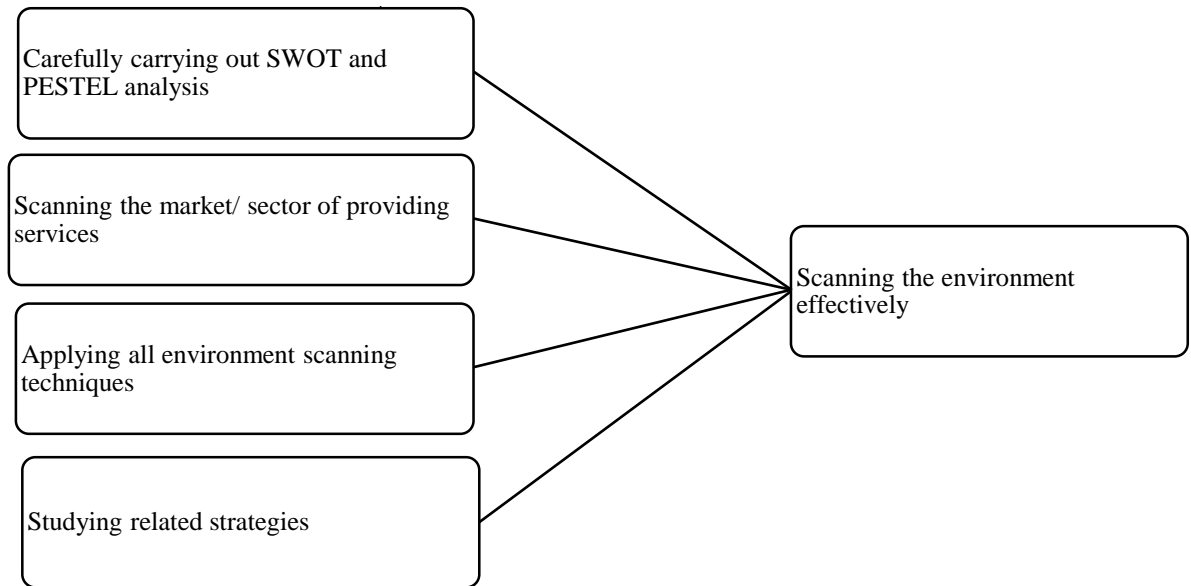 Carefully carrying out SWOT and
PESTEL analysis
Scanning the market/ sector of providing
services
Applying all environment scanning
techniques
Studying related strategies
Scanning the environment
effectively